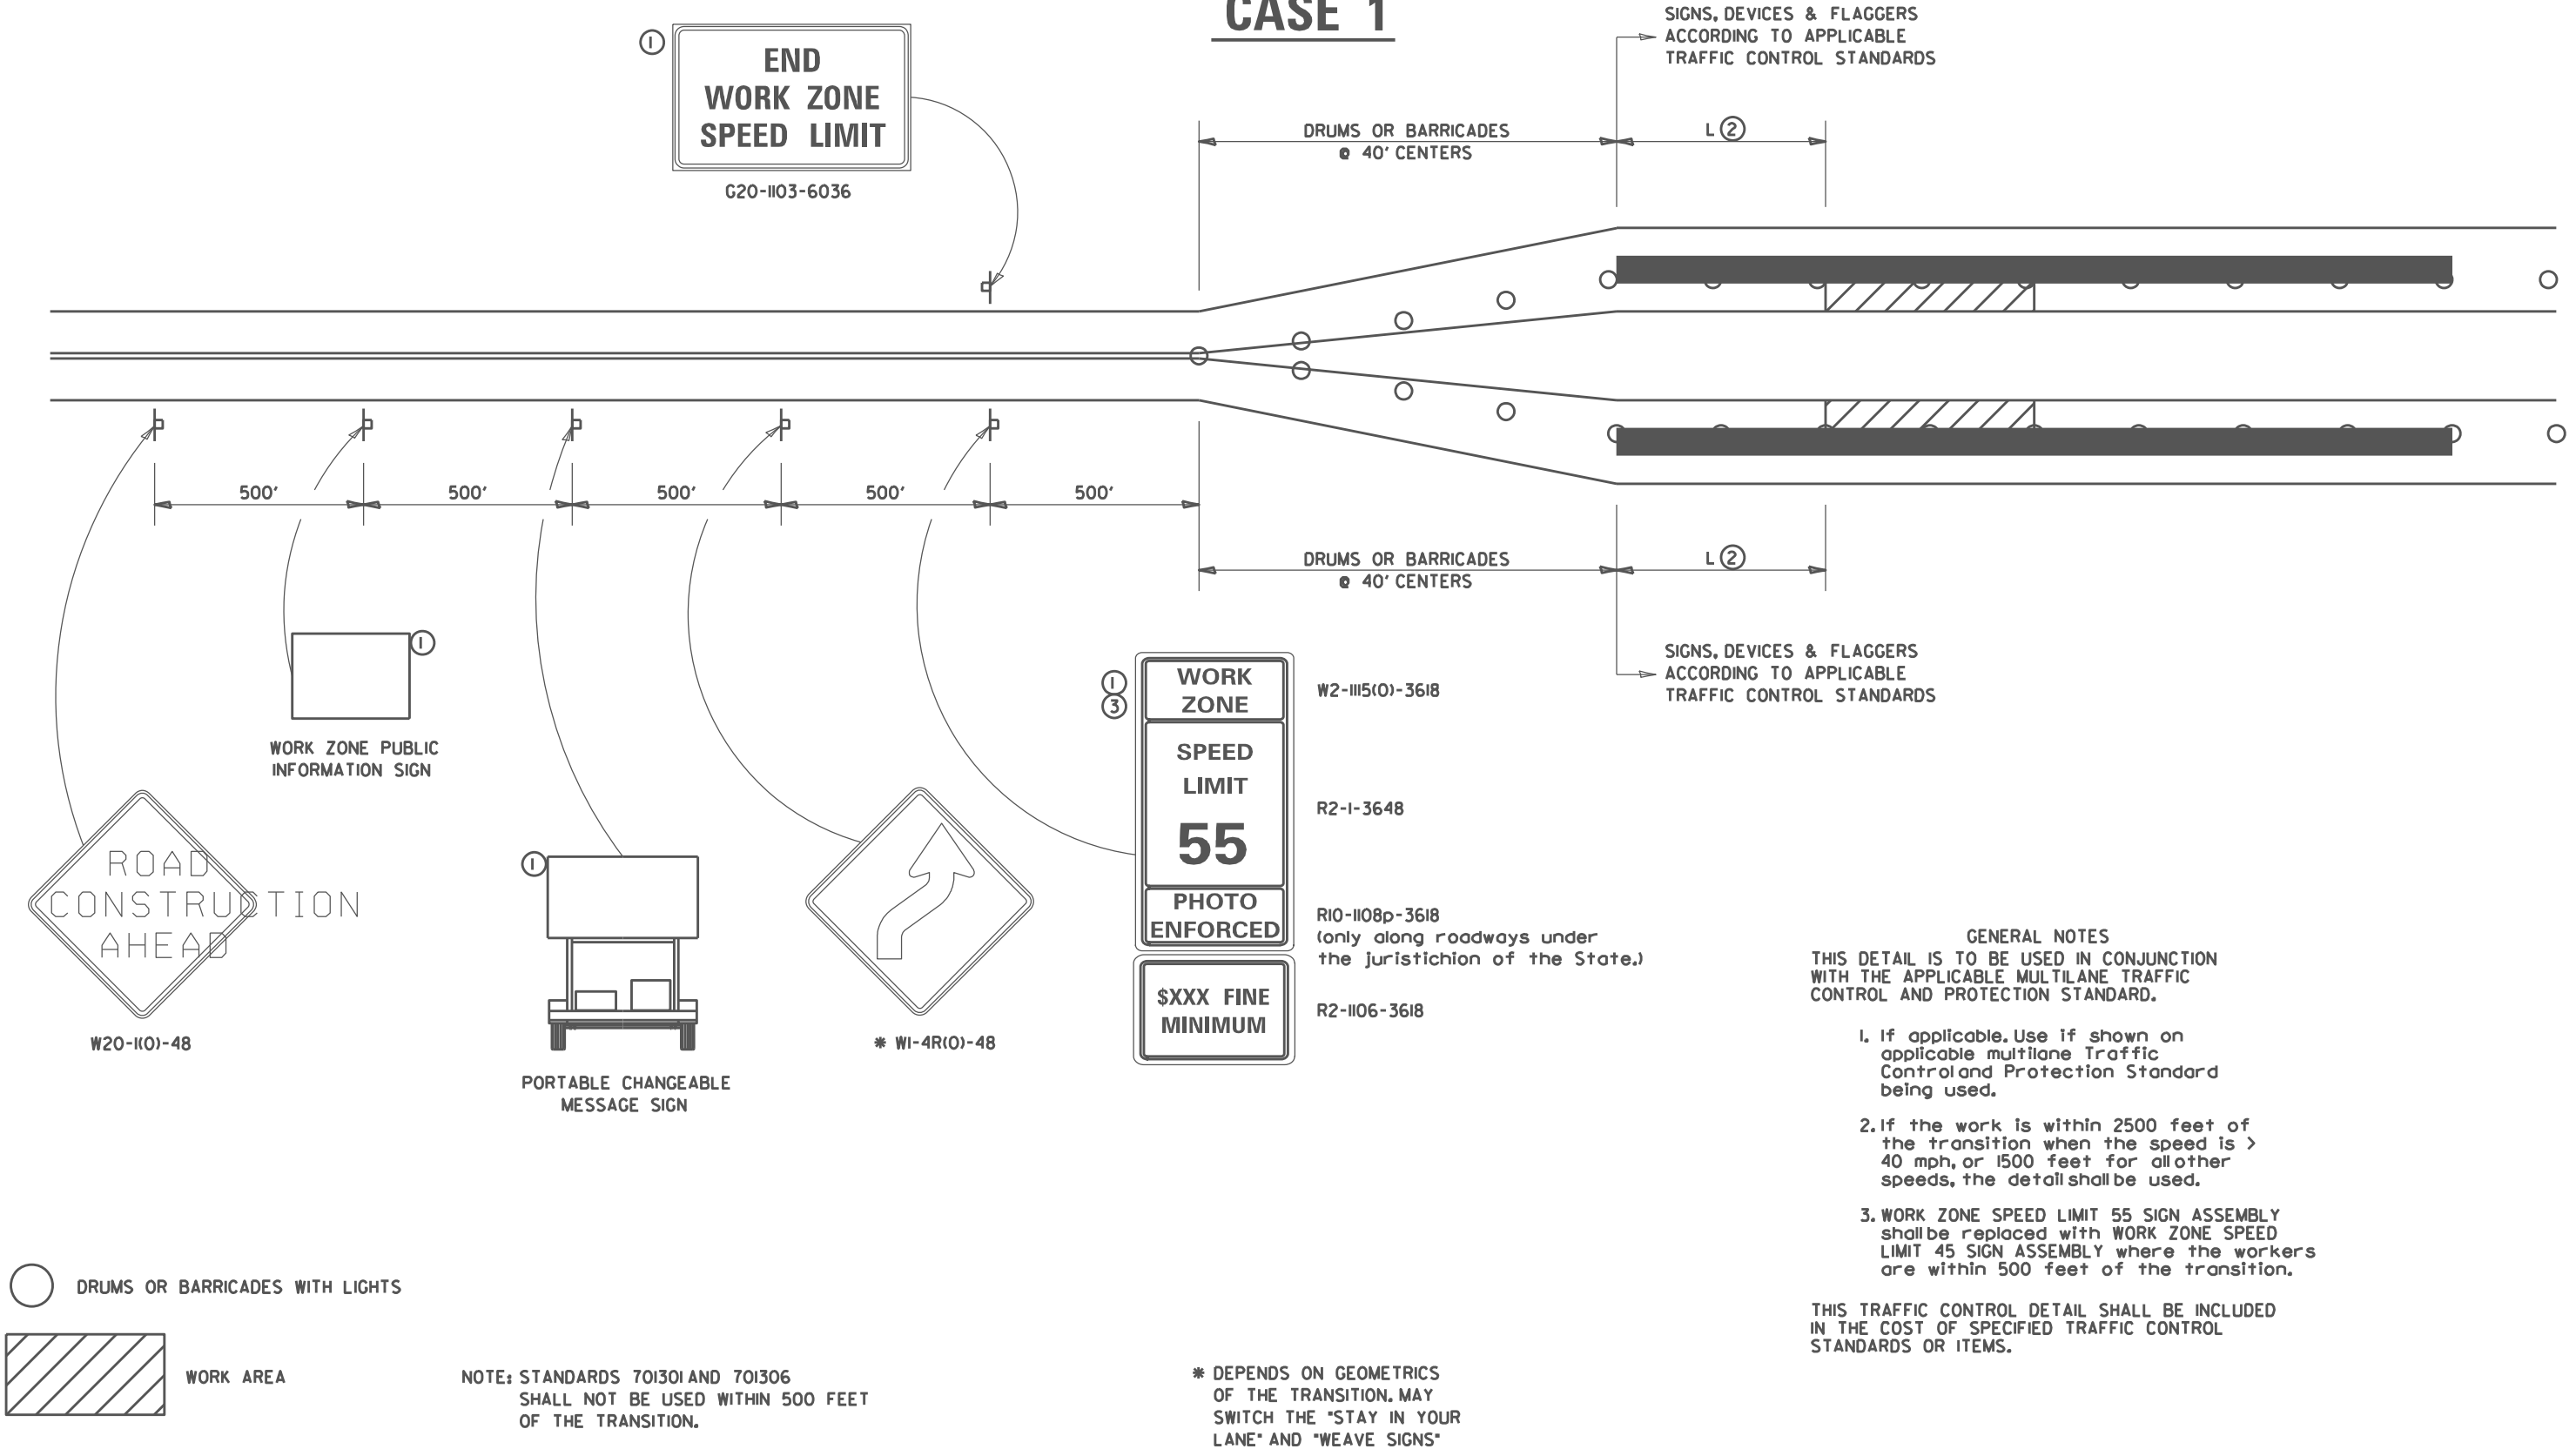 CASE 1
SIGNS, DEVICES & FLAGGERS
ACCORDING TO APPLICABLE
TRAFFIC CONTROL STANDARDS
1
END
WORK ZONE
SPEED LIMIT
G20-1103-6036
DRUMS OR BARRICADES
@ 40' CENTERS
L 2
500'
500'
500'
500'
500'
DRUMS OR BARRICADES
@ 40' CENTERS
L 2
SIGNS, DEVICES & FLAGGERS
ACCORDING TO APPLICABLE
TRAFFIC CONTROL STANDARDS
1
WORK ZONE PUBLIC
INFORMATION SIGN
ROAD
CONSTRUCTION
AHEAD
W20-1(O)-48
1
PORTABLE CHANGEABLE
MESSAGE SIGN
* W1-4R(O)-48
1
3
WORK
ZONE
W2-1115(O)-3618
SPEED
LIMIT
55
R2-1-3648
PHOTO
ENFORCED
R10-1108p-3618
(only along roadways under
the juristichion of the State.)
$XXX FINE
MINIMUM
R2-1106-3618
GENERAL NOTES
THIS DETAIL IS TO BE USED IN CONJUNCTION
WITH THE APPLICABLE MULTILANE TRAFFIC
CONTROL AND PROTECTION STANDARD.
1. If applicable. Use if shown on
applicable multilane Traffic
Control and Protection Standard
being used.
2. If the work is within 2500 feet of
the transition when the speed is >
40 mph, or 1500 feet for all other
speeds, the detail shall be used.
3. WORK ZONE SPEED LIMIT 55 SIGN ASSEMBLY
shall be replaced with WORK ZONE SPEED
LIMIT 45 SIGN ASSEMBLY where the workers
are within 500 feet of the transition.
THIS TRAFFIC CONTROL DETAIL SHALL BE INCLUDED
IN THE COST OF SPECIFIED TRAFFIC CONTROL
STANDARDS OR ITEMS.
DRUMS OR BARRICADES WITH LIGHTS
WORK AREA
NOTE: STANDARDS 701301 AND 701306
SHALL NOT BE USED WITHIN 500 FEET
OF THE TRANSITION.
* DEPENDS ON GEOMETRICS
OF THE TRANSITION. MAY
SWITCH THE "STAY IN YOUR
LANE" AND "WEAVE SIGNS"